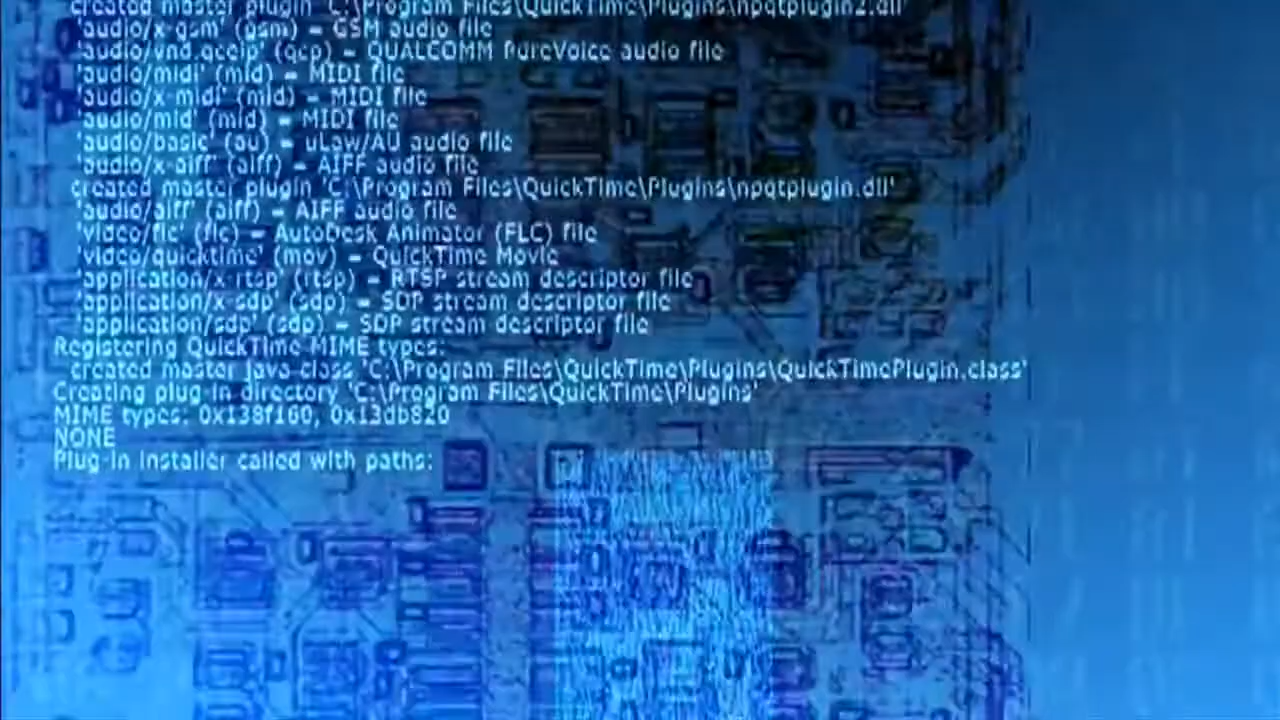 created master plugin 'C:\Program Files\QuickTime\Plugins\npqtplugin2.dll'
'audio/x-gsm' (gsm) = GSM audio file
'audio/vnd.qcelp' (qcp) = QUALCOMM PureVoice audio file
'audio/midi' (mid) = MIDI file
'audio/x-midi' (mid) = MIDI file
'audio/mid' (mid) = MIDI file
'audio/basic' (au) = uLaw/AU audio file
'audio/x-aiff' (aiff) = AIFF audio file
created master plugin 'C:\Program Files\QuickTime\Plugins\npqtplugin.dll'
'audio/aiff' (aiff) = AIFF audio file
'video/flc' (flc) = AutoDesk Animator (FLC) file
'video/quicktime' (mov) = QuickTime Movie
'application/x-rtsp' (rtsp) = RTSP stream descriptor file
'application/x-sdp' (sdp) = SDP stream descriptor file
'application/sdp' (sdp) = SDP stream descriptor file
Registering QuickTime MIME types:
created master java class 'C:\Program Files\QuickTime\Plugins\QuickTimePlugin.class'
Creating plug-in directory 'C:\Program Files\QuickTime\Plugins'
MIME types: 0x138f160, 0x13db820
NONE
Plug-in installer called with paths: